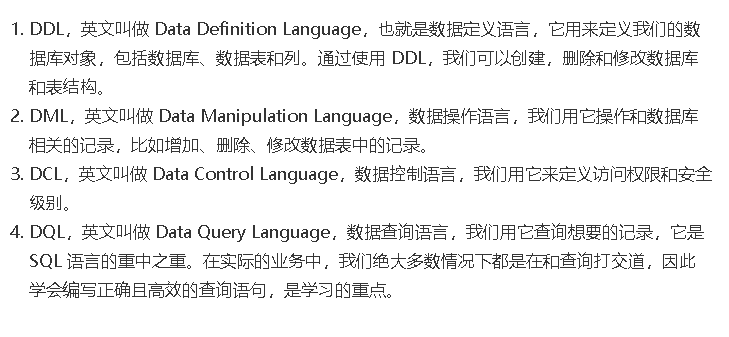 1. DDL，英文叫做 Data Definition Language，也就是数据定义语言，它用来定义我们的数
据库对象，包括数据库、数据表和列。通过使用 DDL，我们可以创建，删除和修改数据库
和表结构。
2. DML，英文叫做 Data Manipulation Language，数据操作语言，我们用它操作和数据库
相关的记录，比如增加、删除、修改数据表中的记录。
3. DCL，英文叫做 Data Control Language，数据控制语言，我们用它来定义访问权限和安全
级别。
4. DQL，英文叫做 Data Query Language，数据查询语言，我们用它查询想要的记录，它是
SQL 语言的重中之重。在实际的业务中，我们绝大多数情况下都是在和查询打交道，因此
学会编写正确且高效的查询语句，是学习的重点。